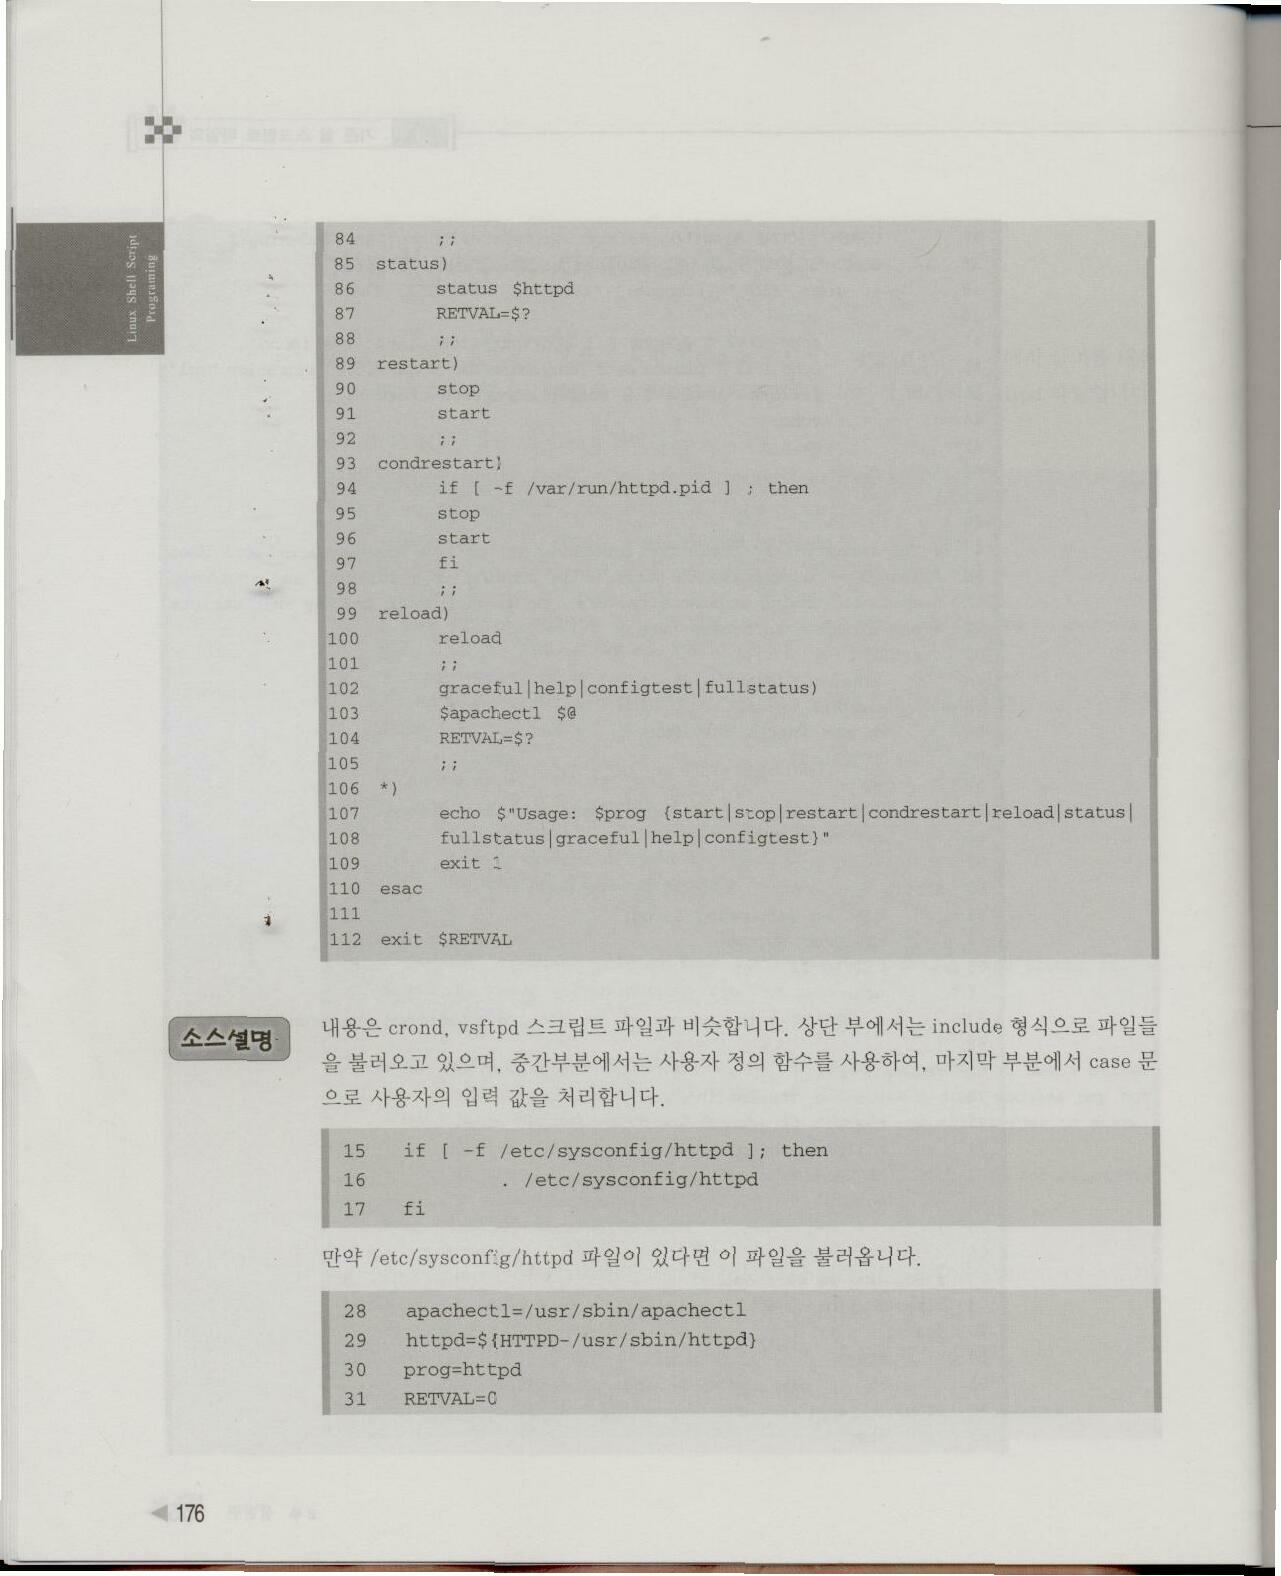 Linux Shell Script
Programing
84 ;;
85 status)
86 status $httpd
87 RETVAL=$?
88 ;;
89 restart)
90 stop
91 start
92 ;;
93 condrestart)
94 if [ -f /var/run/httpd.pid ] ; then
95 stop
96 start
97 fi
98 ;;
99 reload)
100 reload
101 ;;
102 graceful|help|configtest|fullstatus)
103 $apachectl $@
104 RETVAL=$?
105 ;;
106 *)
107 echo $"Usage: $prog {start|stop|restart|condrestart|reload|status|
108 fullstatus|graceful|help|configtest}"
109 exit 1
110 esac
111
112 exit $RETVAL
소스설명
내용은 crond, vsftpd 스크립트 파일과 비슷합니다. 상단 부에서는 include 형식으로 파일들
을 불러오고 있으며, 중간부분에서는 사용자 정의 함수를 사용하여, 마지막 부분에서 case 문
으로 사용자의 입력 값을 처리합니다.
15 if [ -f /etc/sysconfig/httpd ]; then
16 . /etc/sysconfig/httpd
17 fi
만약 /etc/sysconfig/httpd 파일이 있다면 이 파일을 불러옵니다.
28 apachectl=/usr/sbin/apachectl
29 httpd=${HTTPD-/usr/sbin/httpd}
30 prog=httpd
31 RETVAL=0
176